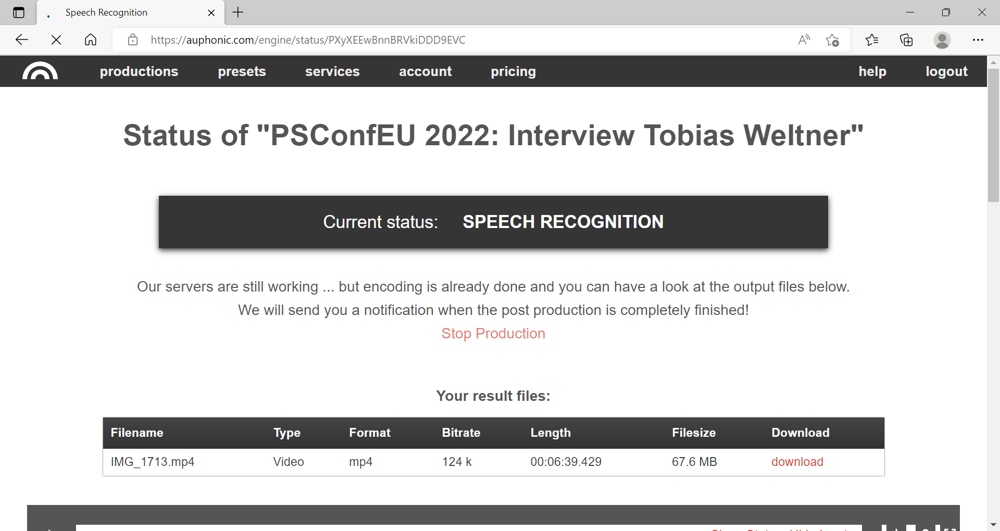 Speech Recognition
https://auphonic.com/engine/status/PXyXEEwBnnBRVkiDDD9EVC
productions presets services account pricing help logout
Status of "PSConfEU 2022: Interview Tobias Weltner"
Current status: SPEECH RECOGNITION
Our servers are still working ... but encoding is already done and you can have a look at the output files below.
We will send you a notification when the post production is completely finished!
Stop Production
Your result files:
Filename Type Format Bitrate Length Filesize Download
IMG_1713.mp4 Video mp4 124 k 00:06:39.429 67.6 MB download